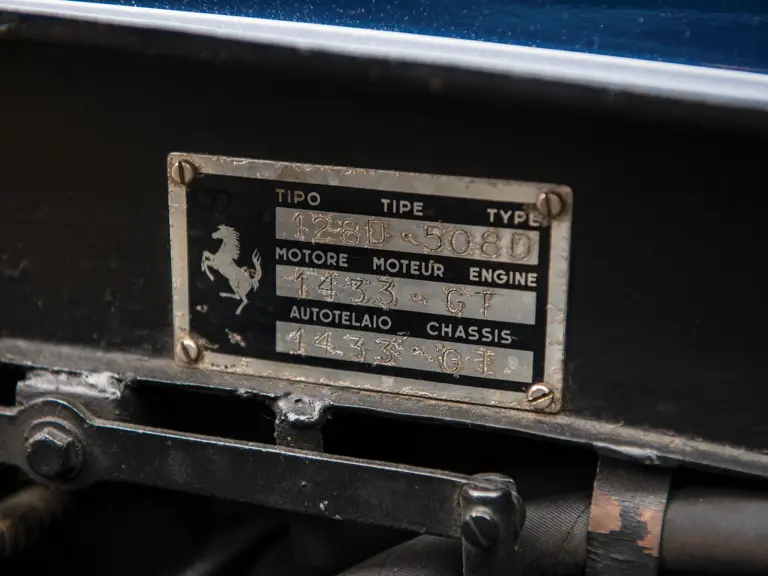 TIPO TIPE TYPE
128D-508D
MOTORE MOTEUR ENGINE
1433-GT
AUTOTELAIO CHASSIS
1433-GT